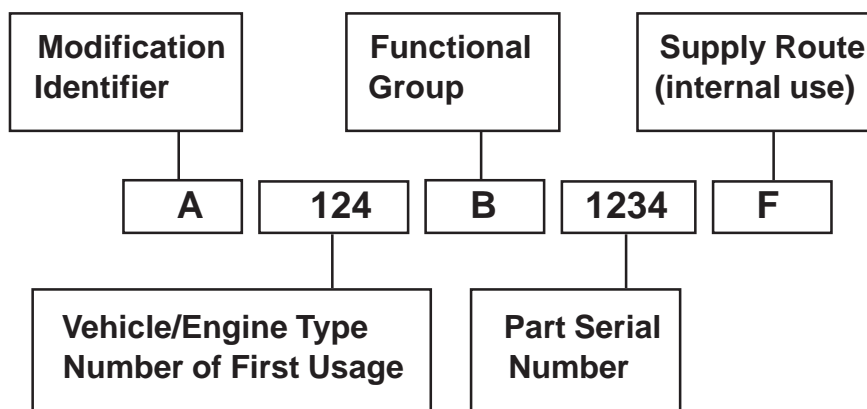 Modification
Identifier
Functional
Group
Supply Route
(internal use)
A
124
B
1234
F
Vehicle/Engine Type
Number of First Usage
Part Serial
Number